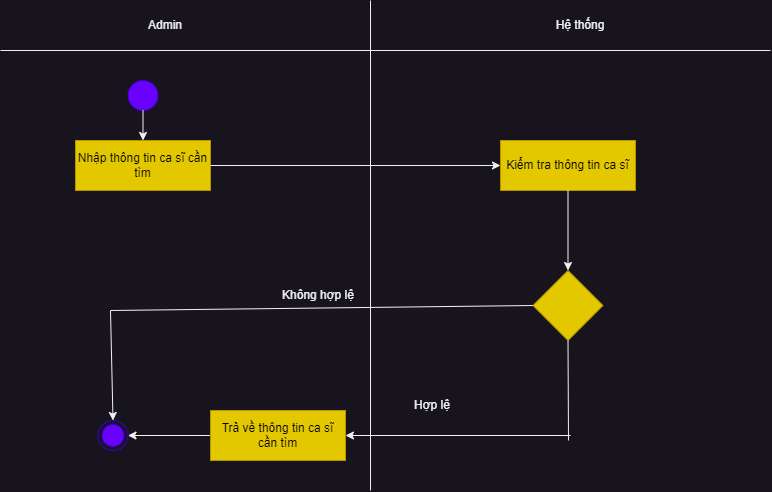 Admin
Hệ thống
Nhập thông tin ca sĩ cần
tìm
Kiểm tra thông tin ca sĩ
Không hợp lệ
Hợp lệ
Trả về thông tin ca sĩ
cần tìm